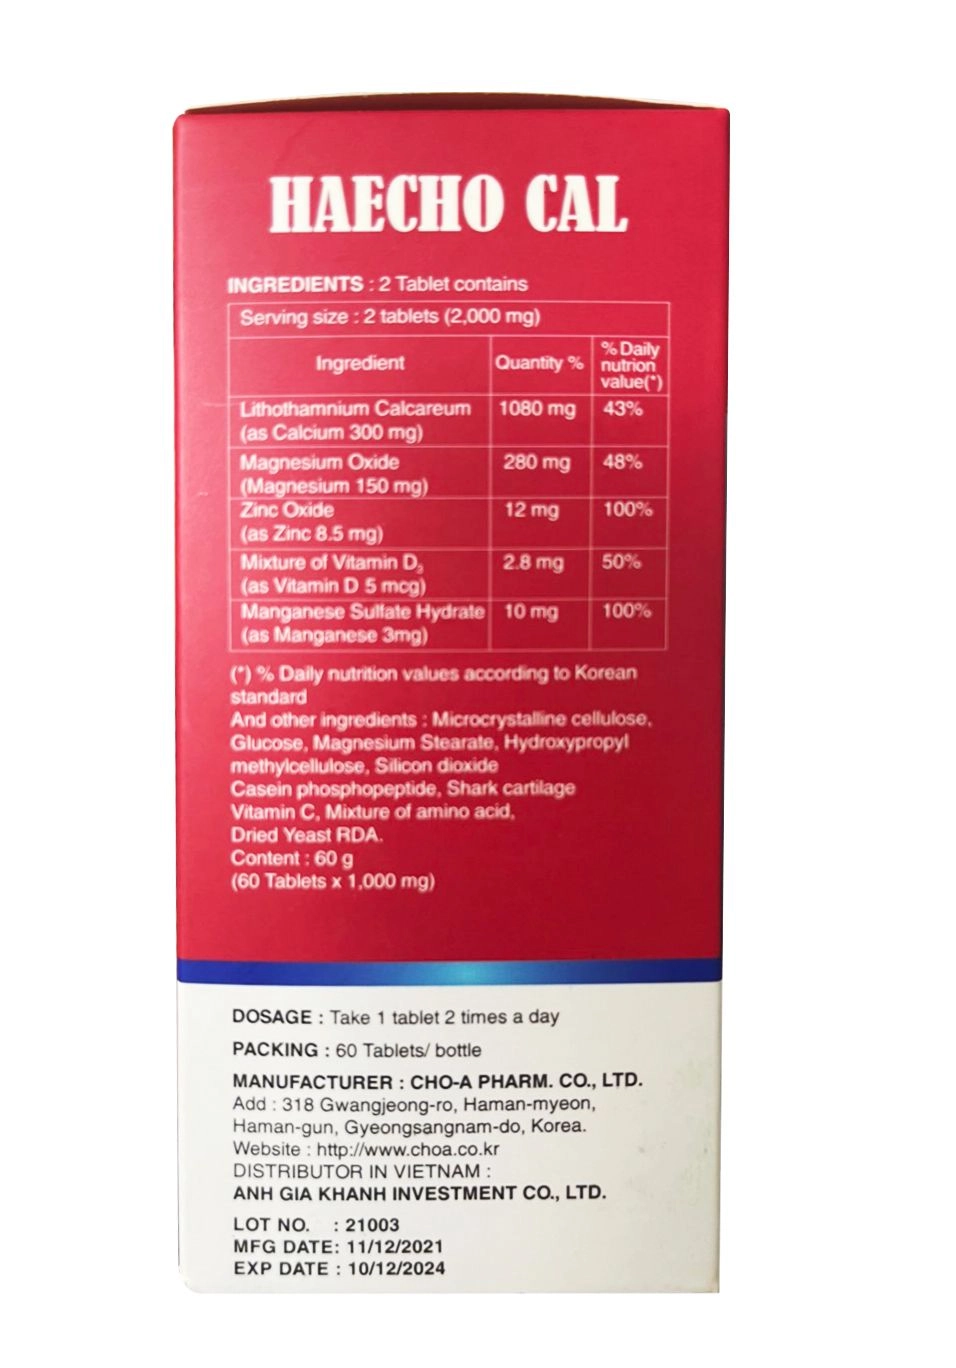 HAECHO CAL
INGREDIENTS : 2 Tablet contains
Serving size : 2 tablets (2,000 mg)
Ingredient Quantity % % Daily nutrion value(*)
Lithothamnium Calcareum 1080 mg 43%
(as Calcium 300 mg)
Magnesium Oxide 280 mg 48%
(Magnesium 150 mg)
Zinc Oxide 12 mg 100%
(as Zinc 8.5 mg)
Mixture of Vitamin D₃ 2.8 mg 50%
(as Vitamin D 5 mcg)
Manganese Sulfate Hydrate 10 mg 100%
(as Manganese 3mg)
(*) % Daily nutrition values according to Korean
standard
And other ingredients : Microcrystalline cellulose,
Glucose, Magnesium Stearate, Hydroxypropyl
methylcellulose, Silicon dioxide
Casein phosphopeptide, Shark cartilage
Vitamin C, Mixture of amino acid,
Dried Yeast RDA.
Content : 60 g
(60 Tablets x 1,000 mg)
DOSAGE : Take 1 tablet 2 times a day
PACKING : 60 Tablets/ bottle
MANUFACTURER : CHO-A PHARM. CO., LTD.
Add : 318 Gwangjeong-ro, Haman-myeon,
Haman-gun, Gyeongsangnam-do, Korea.
Website : http://www.choa.co.kr
DISTRIBUTOR IN VIETNAM :
ANH GIA KHANH INVESTMENT CO., LTD.
LOT NO. : 21003
MFG DATE: 11/12/2021
EXP DATE : 10/12/2024